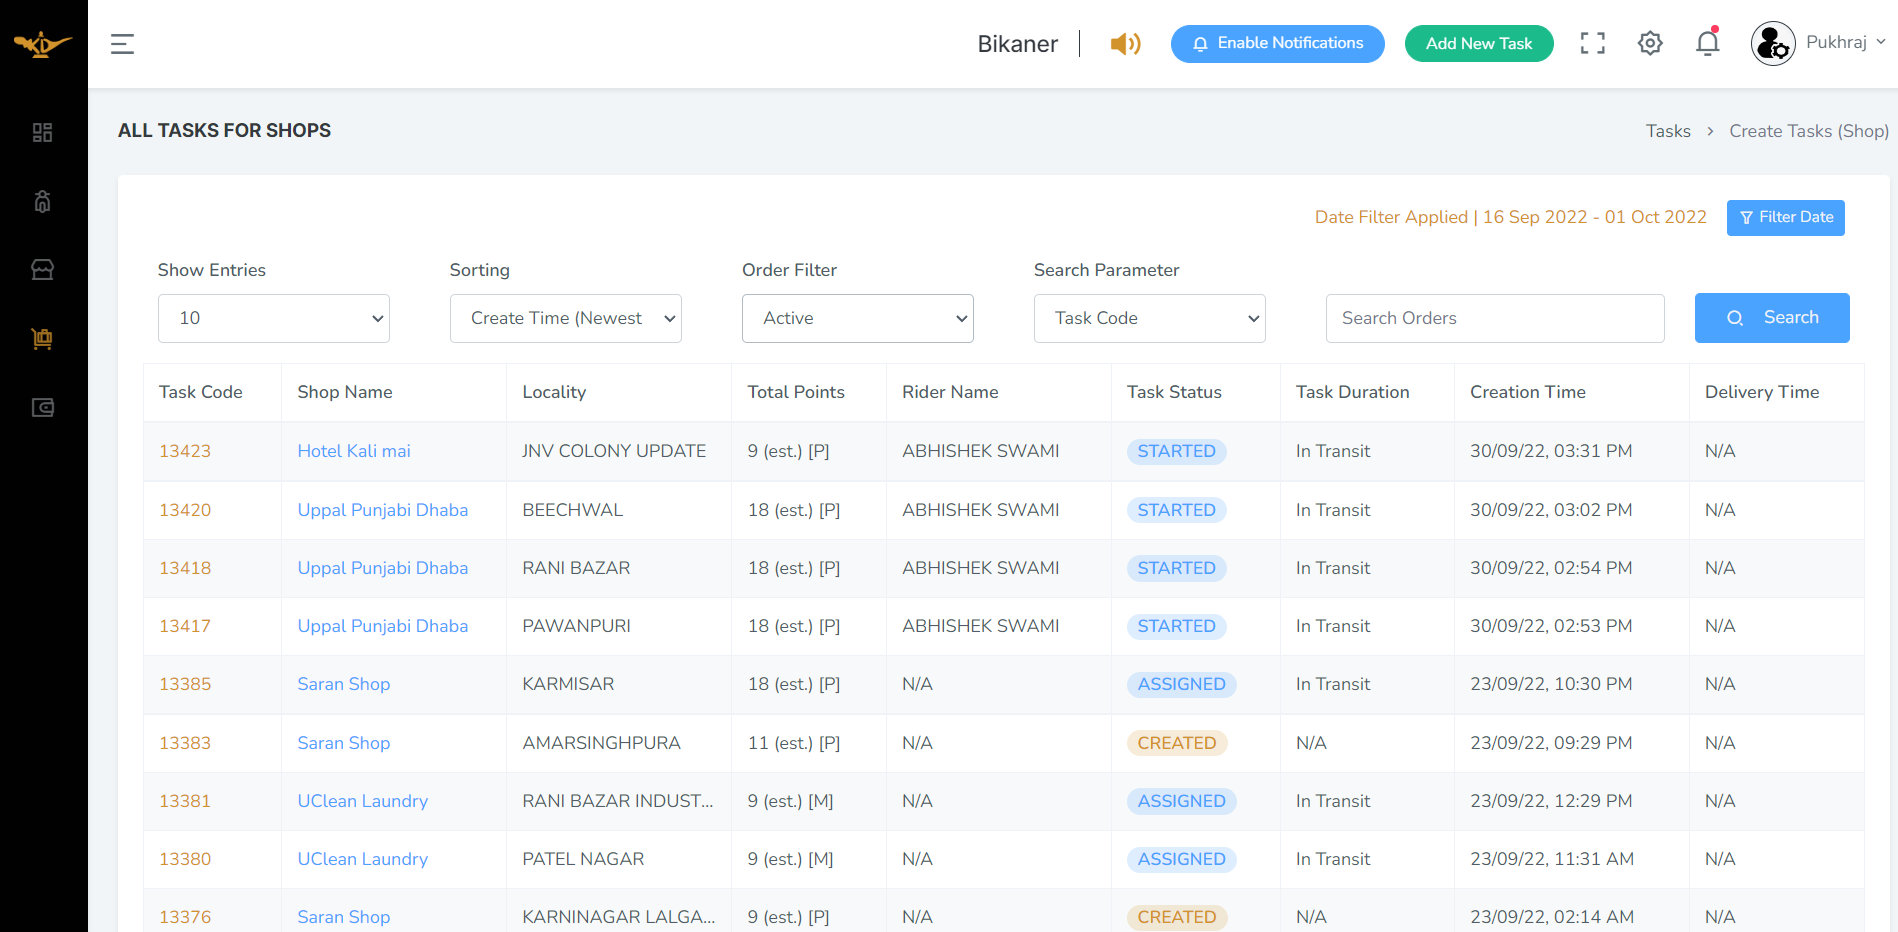 Bikaner
Enable Notifications
Add New Task
Pukhraj
ALL TASKS FOR SHOPS
Tasks > Create Tasks (Shop)
Date Filter Applied | 16 Sep 2022 - 01 Oct 2022
Filter Date
Show Entries Sorting Order Filter Search Parameter
10 Create Time (Newest Active Task Code Search Orders Search
Task Code Shop Name Locality Total Points Rider Name Task Status Task Duration Creation Time Delivery Time
13423 Hotel Kali mai JNV COLONY UPDATE 9 (est.) [P] ABHISHEK SWAMI STARTED In Transit 30/09/22, 03:31 PM N/A
13420 Uppal Punjabi Dhaba BEECHWAL 18 (est.) [P] ABHISHEK SWAMI STARTED In Transit 30/09/22, 03:02 PM N/A
13418 Uppal Punjabi Dhaba RANI BAZAR 18 (est.) [P] ABHISHEK SWAMI STARTED In Transit 30/09/22, 02:54 PM N/A
13417 Uppal Punjabi Dhaba PAWANPURI 18 (est.) [P] ABHISHEK SWAMI STARTED In Transit 30/09/22, 02:53 PM N/A
13385 Saran Shop KARMISAR 18 (est.) [P] N/A ASSIGNED In Transit 23/09/22, 10:30 PM N/A
13383 Saran Shop AMARSINGHPURA 11 (est.) [P] N/A CREATED N/A 23/09/22, 09:29 PM N/A
13381 UClean Laundry RANI BAZAR INDUST... 9 (est.) [M] N/A ASSIGNED In Transit 23/09/22, 12:29 PM N/A
13380 UClean Laundry PATEL NAGAR 9 (est.) [M] N/A ASSIGNED In Transit 23/09/22, 11:31 AM N/A
13376 Saran Shop KARNINAGAR LALGA... 9 (est.) [P] N/A CREATED N/A 23/09/22, 02:14 AM N/A